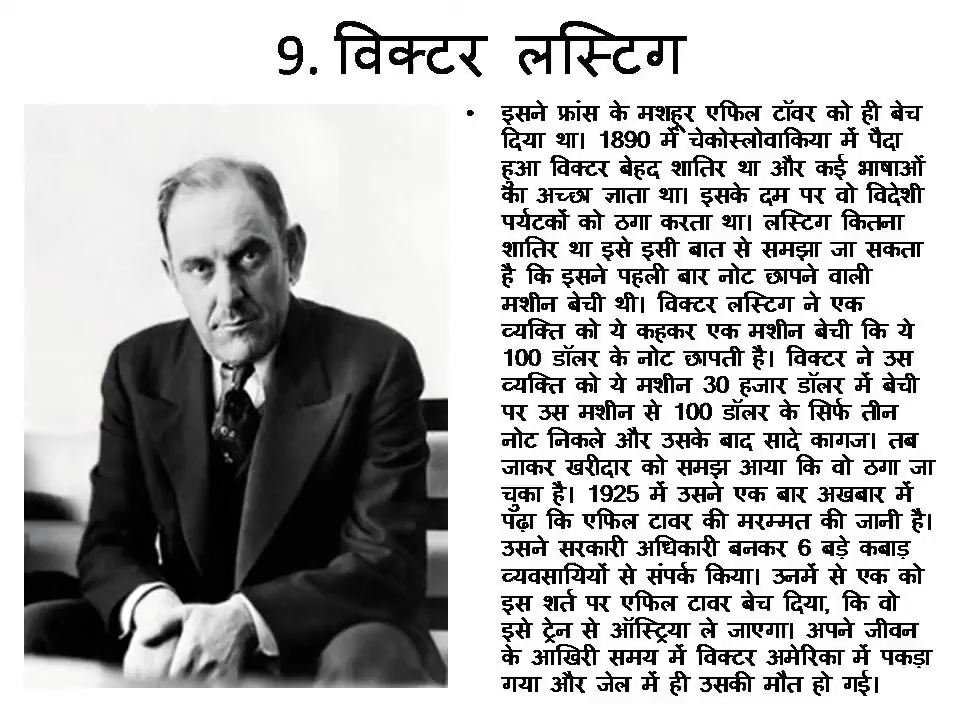 9. विक्टर लस्टिग
• इसने फ्रांस के मशहूर एफिल टॉवर को ही बेच
दिया था। 1890 में चेकोस्लोवाकिया में पैदा
हुआ विक्टर बेहद शातिर था और कई भाषाओं
का अच्छा ज्ञाता था। इसके दम पर वो विदेशी
पर्यटकों को ठगा करता था। लस्टिग कितना
शातिर था इसे इसी बात से समझा जा सकता
है कि इसने पहली बार नोट छापने वाली
मशीन बेची थी। विक्टर लस्टिग ने एक
व्यक्ति को ये कहकर एक मशीन बेची कि ये
100 डॉलर के नोट छापती है। विक्टर ने उस
व्यक्ति को ये मशीन 30 हजार डॉलर में बेची
पर उस मशीन से 100 डॉलर के सिर्फ तीन
नोट निकले और उसके बाद सादे कागज। तब
जाकर खरीदार को समझ आया कि वो ठगा जा
चुका है। 1925 में उसने एक बार अखबार में
पढ़ा कि एफिल टावर की मरम्मत की जानी है।
उसने सरकारी अधिकारी बनकर 6 बड़े कबाड़
व्यवसायियों से संपर्क किया। उनमें से एक को
इस शर्त पर एफिल टावर बेच दिया, कि वो
इसे ट्रेन से ऑस्ट्रिया ले जाएगा। अपने जीवन
के आखिरी समय में विक्टर अमेरिका में पकड़ा
गया और जेल में ही उसकी मौत हो गई।